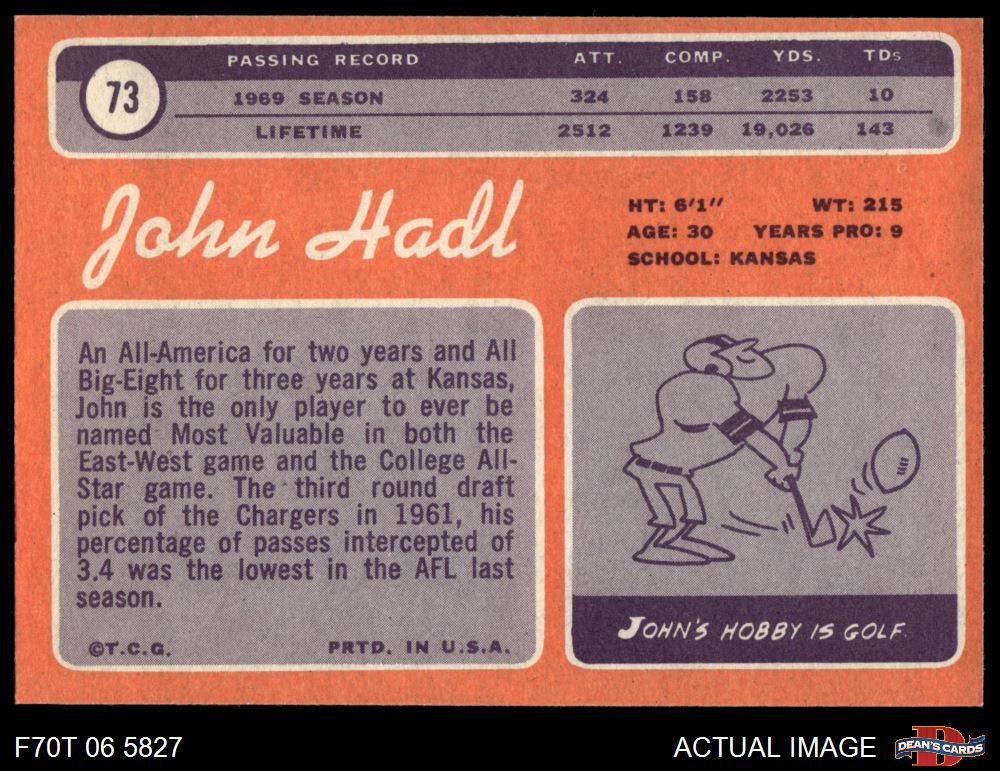 73
PASSING RECORD ATT. COMP. YDS. TDs
1969 SEASON 324 158 2253 10
LIFETIME 2512 1239 19,026 143
John Hadl
HT: 6'1" WT: 215
AGE: 30 YEARS PRO: 9
SCHOOL: KANSAS
An All-America for two years and All
Big-Eight for three years at Kansas,
John is the only player to ever be
named Most Valuable in both the
East-West game and the College All-
Star game. The third round draft
pick of the Chargers in 1961, his
percentage of passes intercepted of
3.4 was the lowest in the AFL last
season.
©T.C.G. PRTD. IN U.S.A.
JOHN'S HOBBY IS GOLF.
F70T 06 5827
ACTUAL IMAGE
DEAN'S CARDS